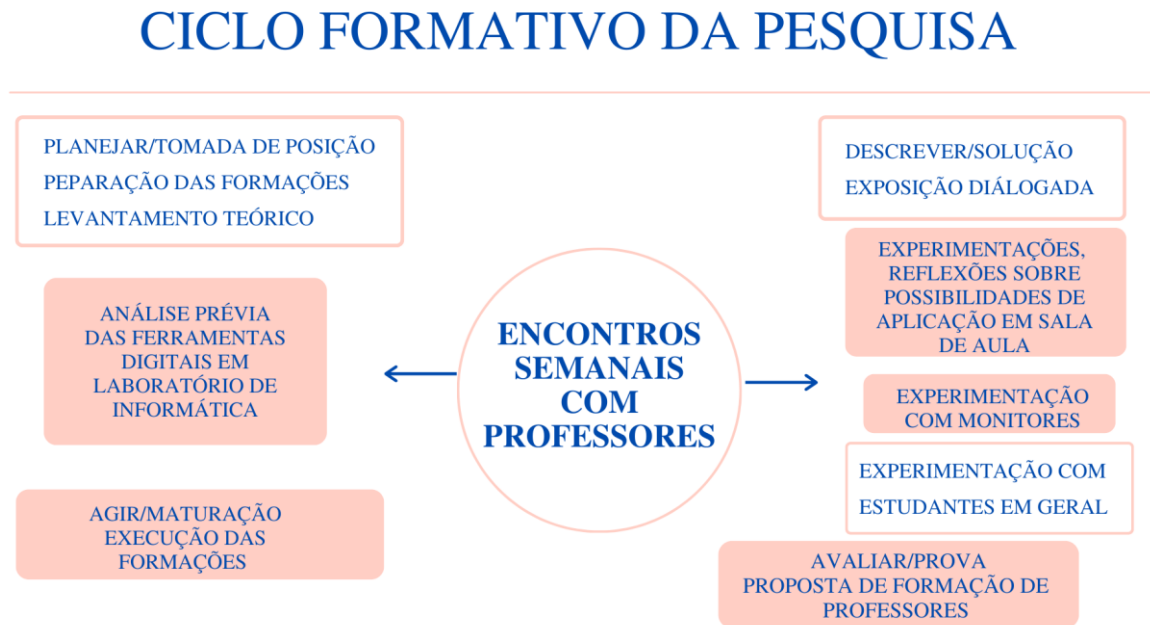 CICLO FORMATIVO DA PESQUISA
PLANEJAR/TOMADA DE POSIÇÃO
PEPARAÇÃO DAS FORMAÇÕES
LEVANTAMENTO TEÓRICO
ANÁLISE PRÉVIA
DAS FERRAMENTAS
DIGITAIS EM
LABORATÓRIO DE
INFORMÁTICA
AGIR/MATURAÇÃO
EXECUÇÃO DAS
FORMAÇÕES
ENCONTROS
SEMANAIS
COM
PROFESSORES
DESCREVER/SOLUÇÃO
EXPOSIÇÃO DIÁLOGADA
EXPERIMENTAÇÕES,
REFLEXÕES SOBRE
POSSIBILIDADES DE
APLICAÇÃO EM SALA
DE AULA
EXPERIMENTAÇÃO
COM MONITORES
EXPERIMENTAÇÃO COM
ESTUDANTES EM GERAL
AVALIAR/PROVA
PROPOSTA DE FORMAÇÃO DE
PROFESSORES